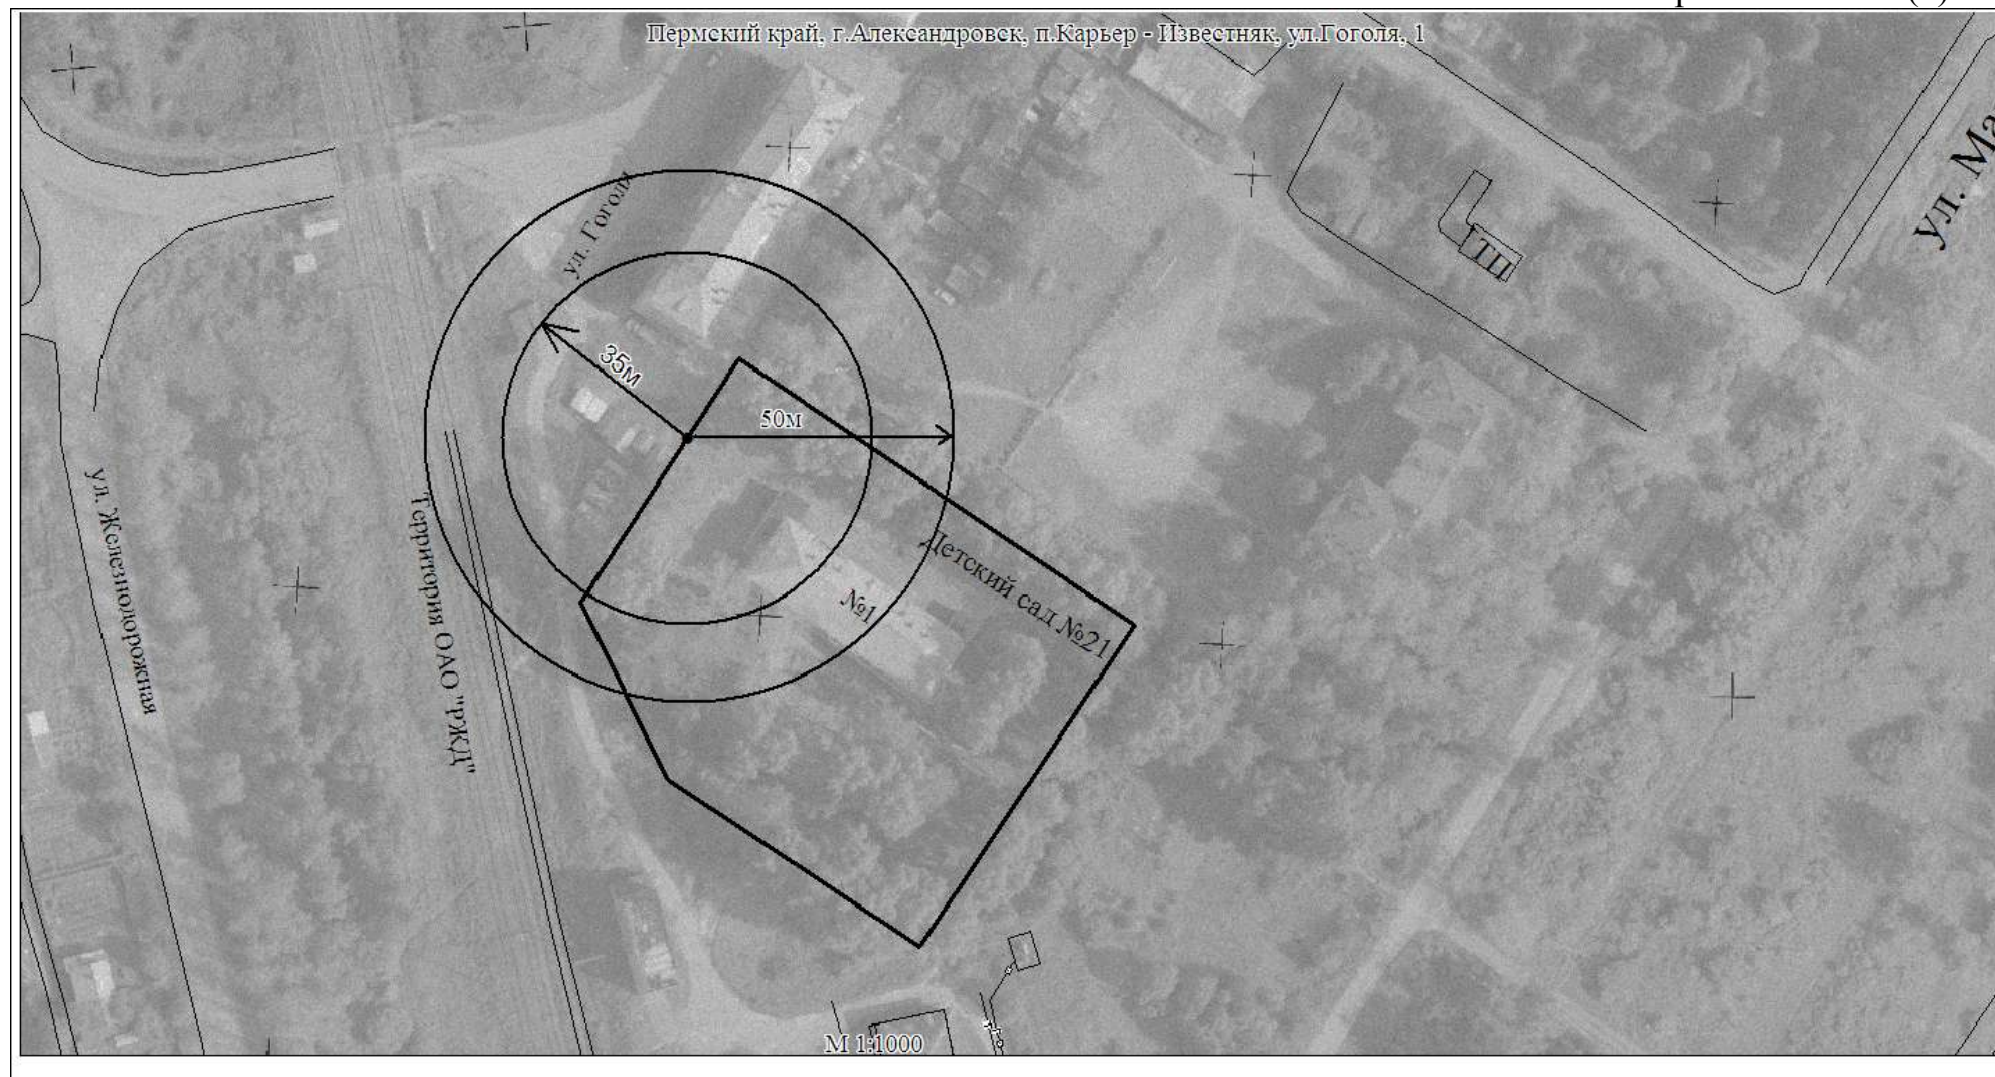 Пермский край, г.Александровск, п.Карьер - Известняк, ул.Гоголя, 1
ул. Ма
ул. Гоголя
ТП
35м
50м
ул. Железнодорожная
Территория ОАО "РЖД"
Детский сад №21
№1
М 1:1000